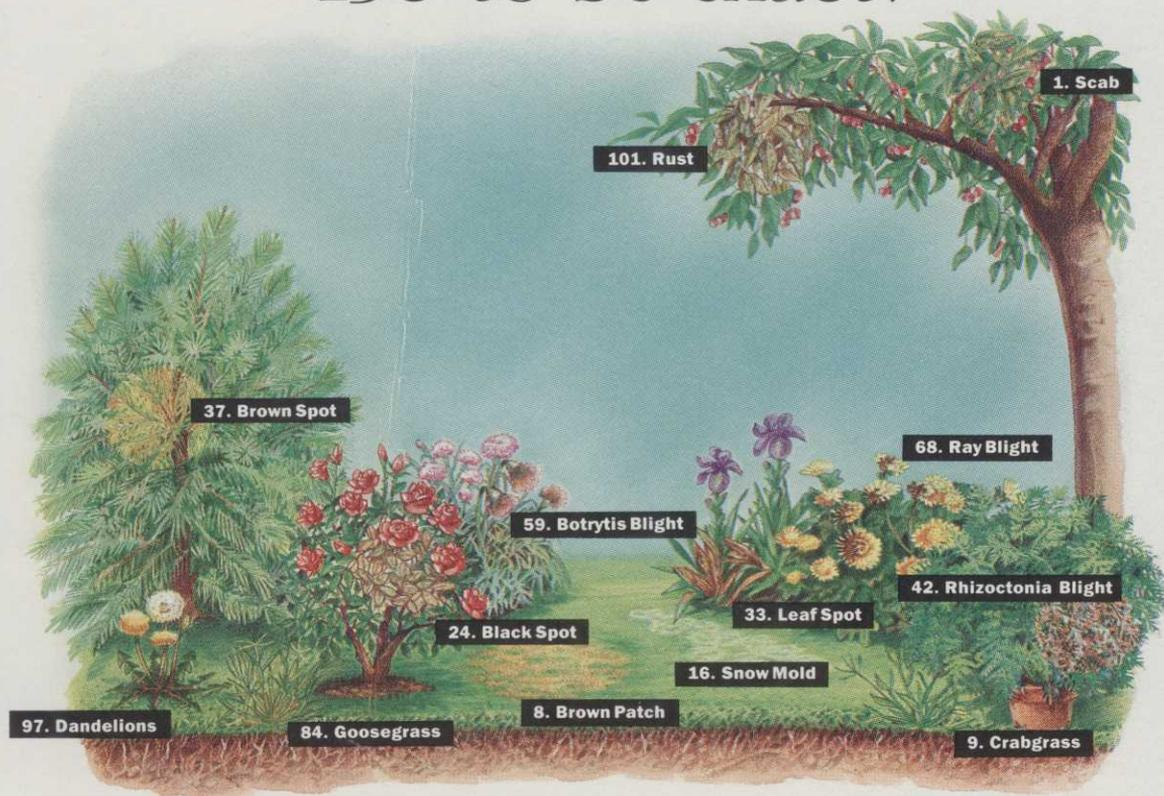 1. Scab
101. Rust
37. Brown Spot
68. Ray Blight
59. Botrytis Blight
42. Rhizoctonia Blight
33. Leaf Spot
24. Black Spot
16. Snow Mold
97. Dandelions
84. Goosegrass
8. Brown Patch
9. Crabgrass